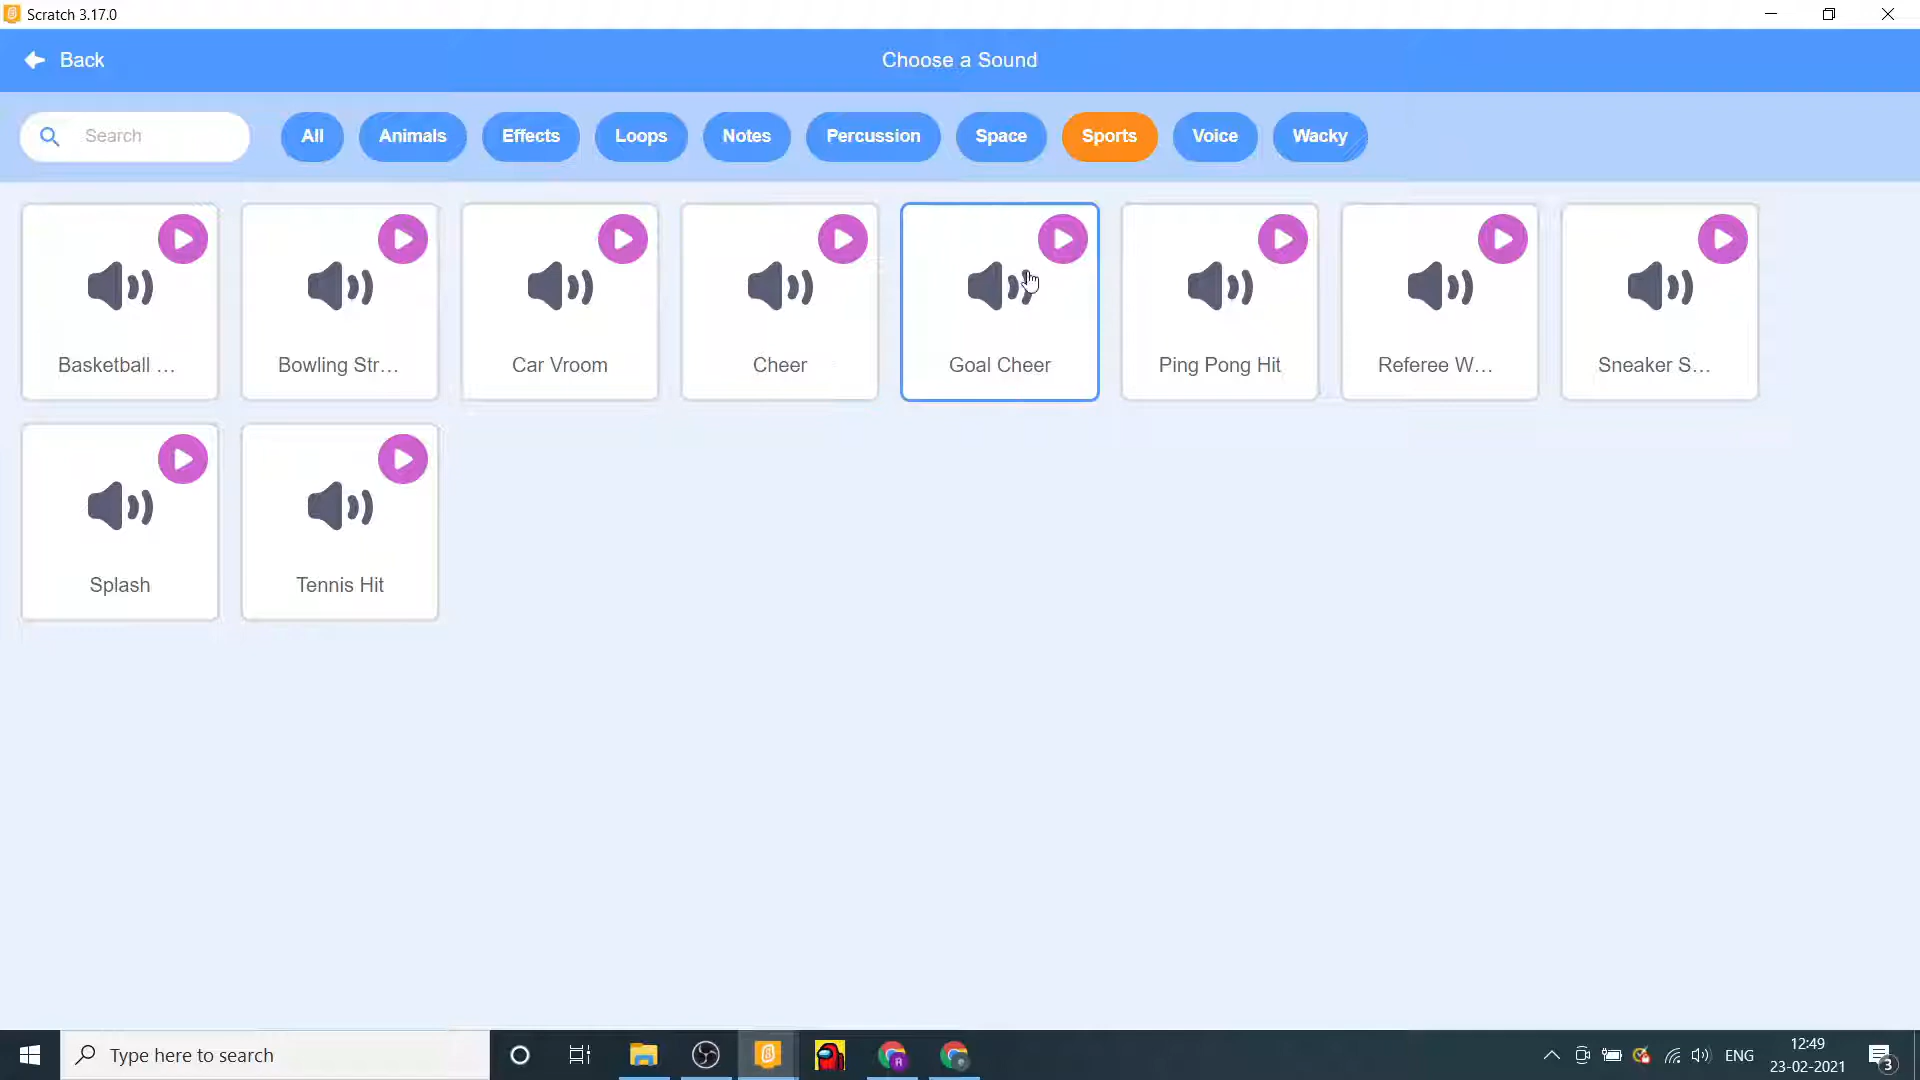 Scratch 3.17.0
Back
Choose a Sound
Search
All
Animals
Effects
Loops
Notes
Percussion
Space
Sports
Voice
Wacky
Basketball ...
Bowling Str...
Car Vroom
Cheer
Goal Cheer
Ping Pong Hit
Referee W...
Sneaker S...
Splash
Tennis Hit
Type here to search
ENG
12:49
23-02-2021
3